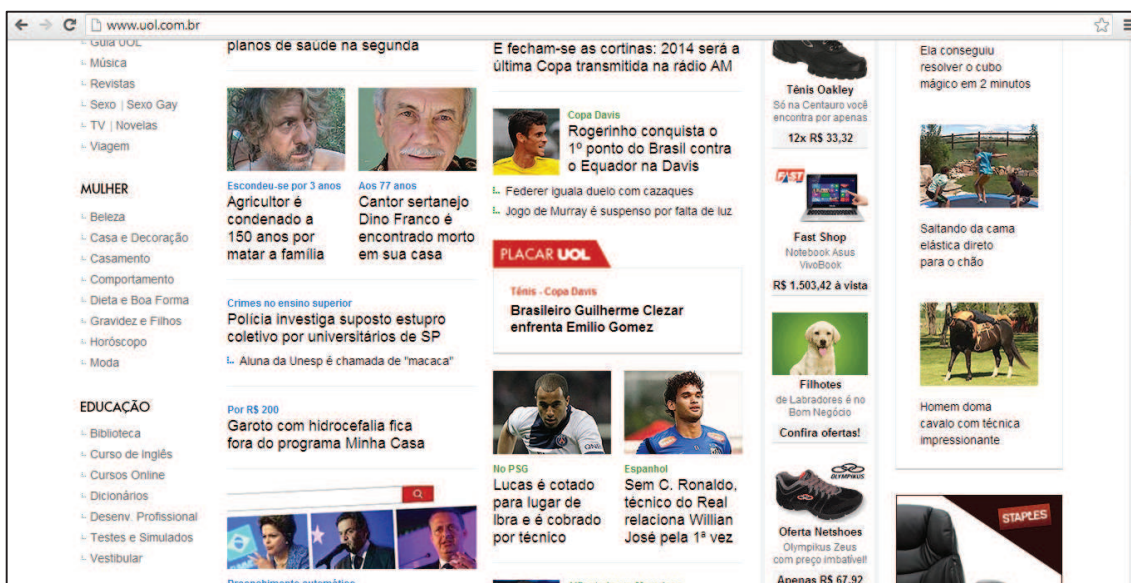 www.uol.com.br
Guia UOL
Música
Revistas
Sexo | Sexo Gay
TV | Novelas
Viagem
MULHER
Beleza
Casa e Decoração
Casamento
Comportamento
Dieta e Boa Forma
Gravidez e Filhos
Horóscopo
Moda
EDUCAÇÃO
Biblioteca
Curso de Inglês
Cursos Online
Dicionários
Desenv. Profissional
Testes e Simulados
Vestibular
planos de saúde na segunda
Escondeu-se por 3 anos
Agricultor é
condenado a
150 anos por
matar a família
Aos 77 anos
Cantor sertanejo
Dino Franco é
encontrado morto
em sua casa
Crimes no ensino superior
Polícia investiga suposto estupro
coletivo por universitários de SP
Aluna da Unesp é chamada de "macaca"
Por R$ 200
Garoto com hidrocefalia fica
fora do programa Minha Casa
Preenchimento automático
E fecham-se as cortinas: 2014 será a
última Copa transmitida na rádio AM
Copa Davis
Rogerinho conquista o
1º ponto do Brasil contra
o Equador na Davis
Federer iguala duelo com cazaques
Jogo de Murray é suspenso por falta de luz
PLACAR UOL
Tênis - Copa Davis
Brasileiro Guilherme Clezar
enfrenta Emilio Gomez
No PSG
Lucas é cotado
para lugar de
Ibra e é cobrado
por técnico
Espanhol
Sem C. Ronaldo,
técnico do Real
relaciona Willian
José pela 1ª vez
Tênis Oakley
Só na Centauro você
encontra por apenas
12x R$ 33,32
FAST
Fast Shop
Notebook Asus
VivoBook
R$ 1.503,42 à vista
Filhotes
de Labradores é no
Bom Negócio
Confira ofertas!
OLYMPIKUS
Oferta Netshoes
Olympikus Zeus
com preço imbatível!
Apenas R$ 67,92
Ela conseguiu
resolver o cubo
mágico em 2 minutos
Saltando da cama
elástica direto
para o chão
Homem doma
cavalo com técnica
impressionante
STAPLES